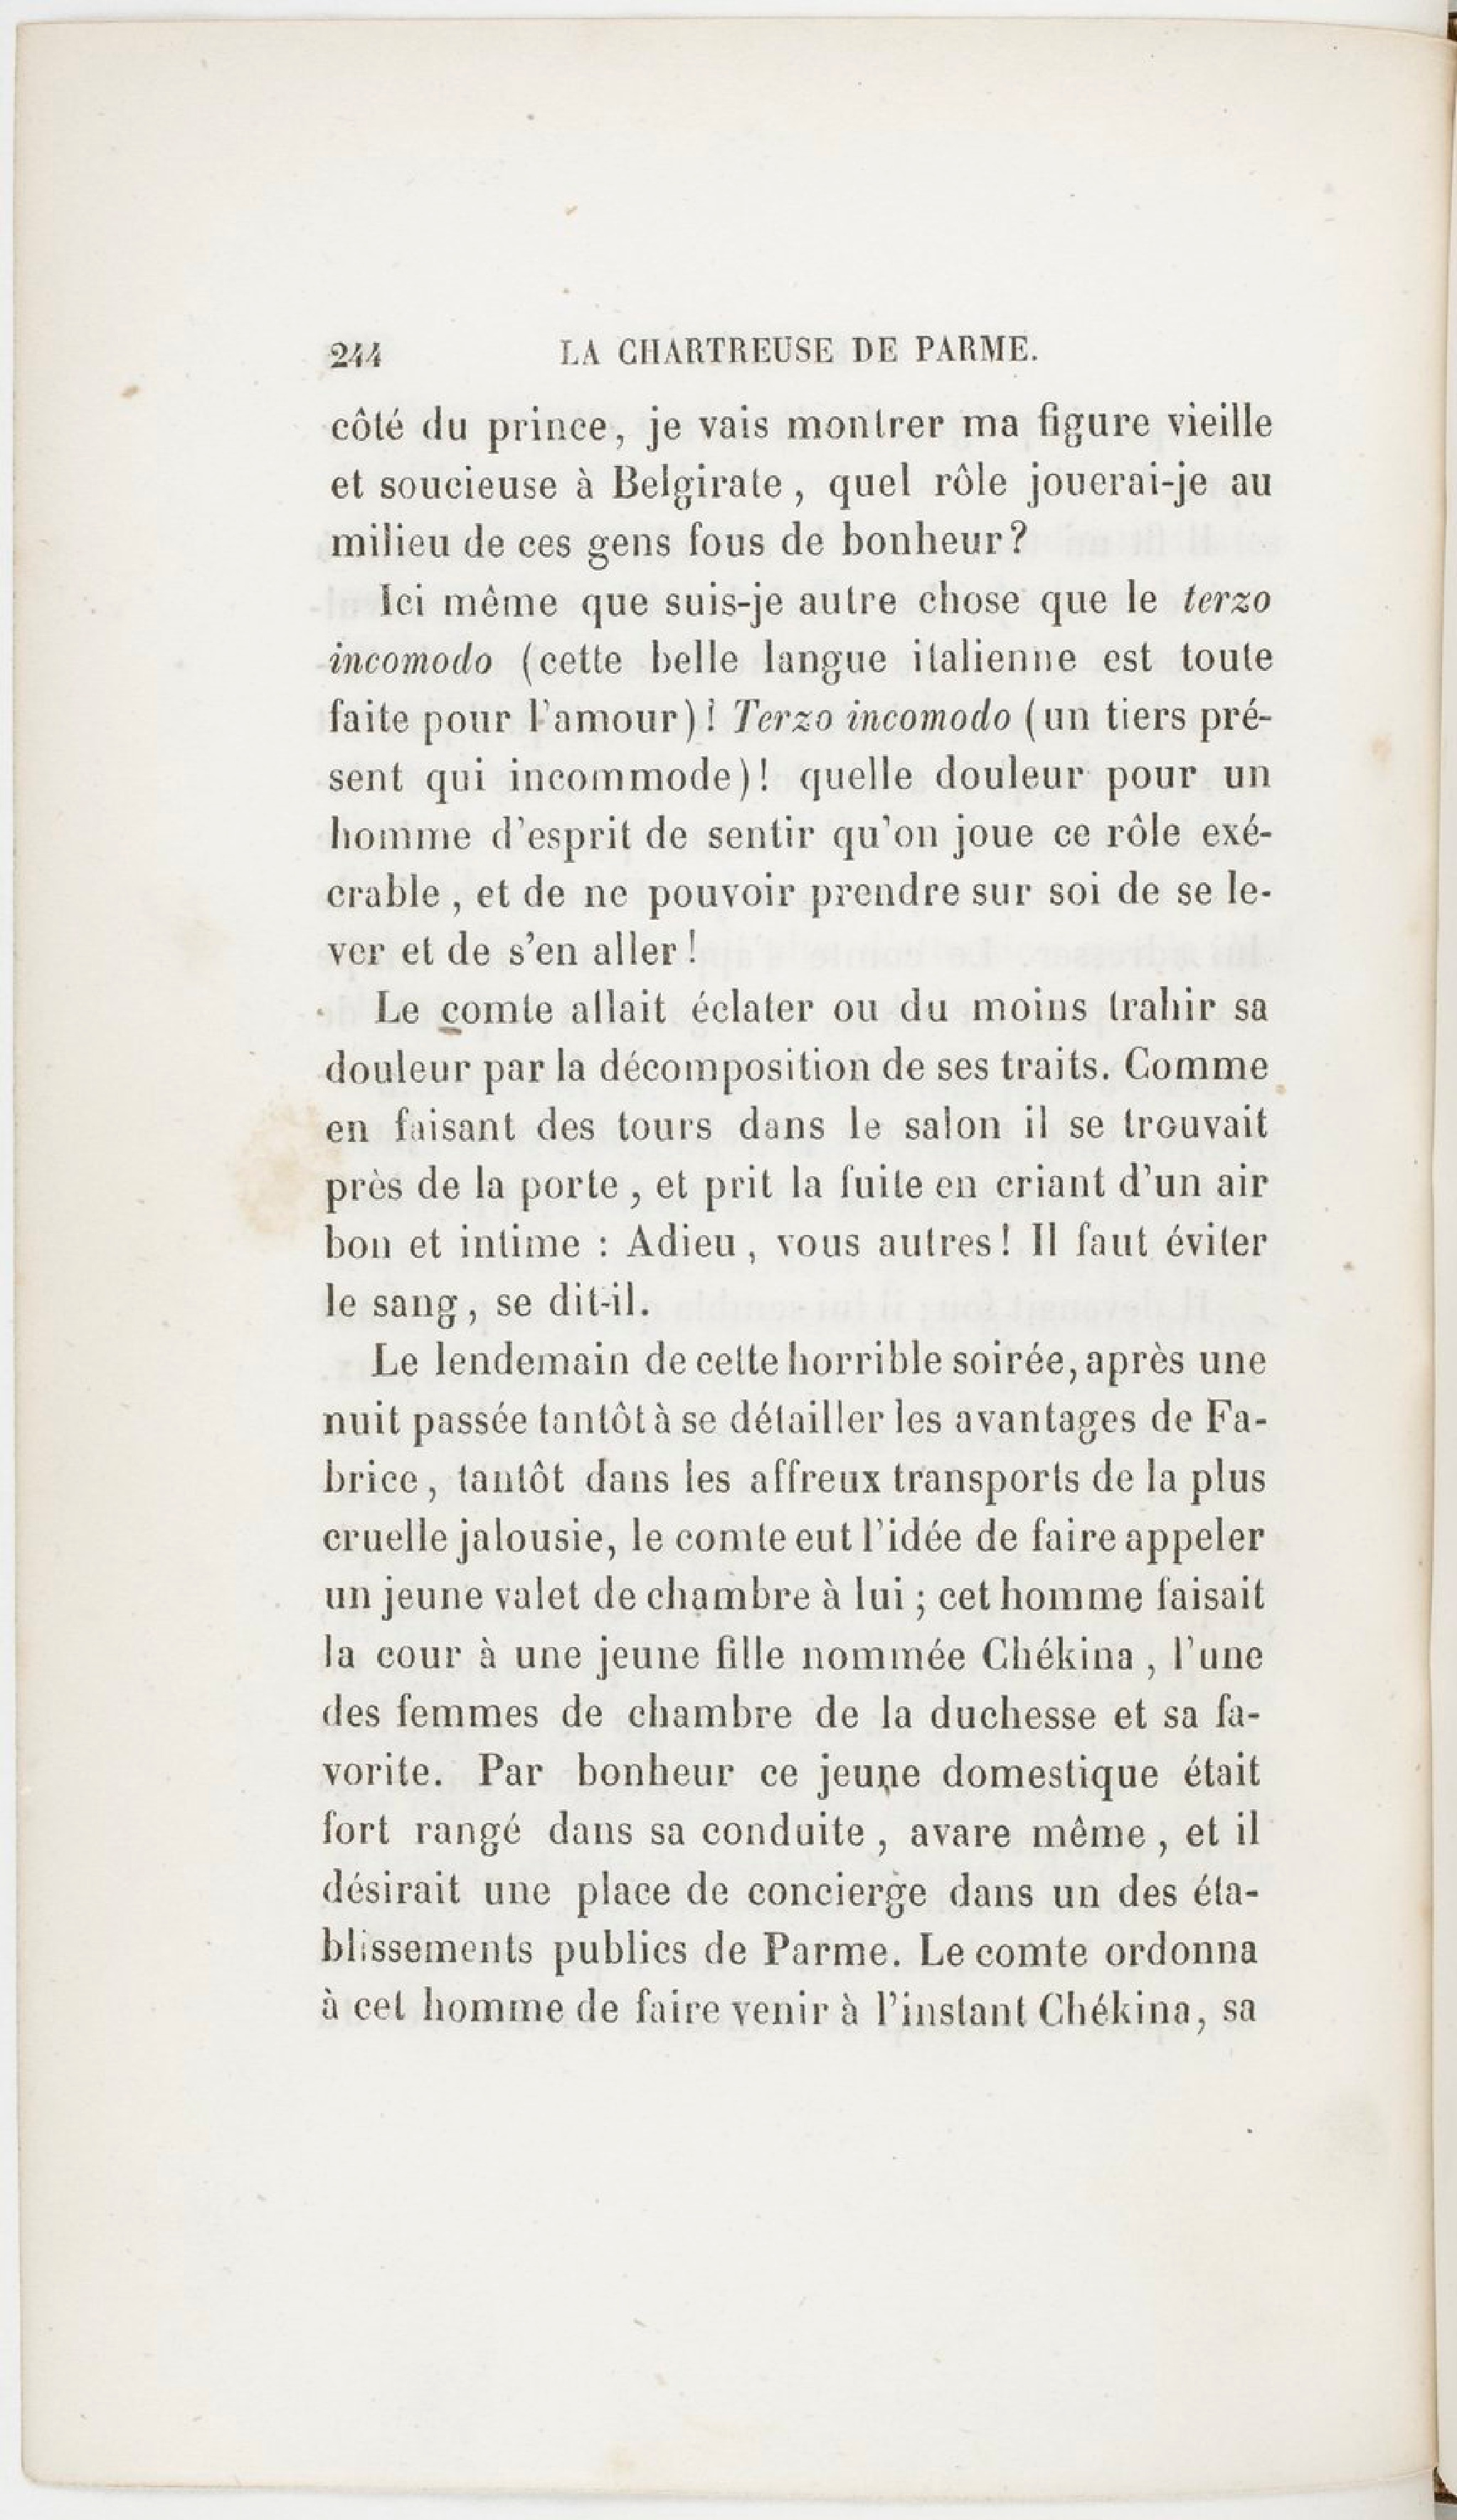 244 LA CHARTREUSE DE PARME.
côté du prince, je vais montrer ma figure vieille
et soucieuse à Belgirate, quel rôle jouerai-je au
milieu de ces gens fous de bonheur?
Ici même que suis-je autre chose que le terzo
incomodo (cette belle langue italienne est toute
faite pour l'amour)! Terzo incomodo (un tiers pré-
sent qui incommode)! quelle douleur pour un
homme d'esprit de sentir qu'on joue ce rôle exé-
crable, et de ne pouvoir prendre sur soi de se le-
ver et de s'en aller!
Le comte allait éclater ou du moins trahir sa
douleur par la décomposition de ses traits. Comme
en faisant des tours dans le salon il se trouvait
près de la porte, et prit la fuite en criant d'un air
bon et intime : Adieu, vous autres! Il faut éviter
le sang, se dit-il.
Le lendemain de cette horrible soirée, après une
nuit passée tantôt à se détailler les avantages de Fa-
brice, tantôt dans les affreux transports de la plus
cruelle jalousie, le comte eut l'idée de faire appeler
un jeune valet de chambre à lui; cet homme faisait
la cour à une jeune fille nommée Chékina, l'une
des femmes de chambre de la duchesse et sa fa-
vorite. Par bonheur ce jeune domestique était
fort rangé dans sa conduite, avare même, et il
désirait une place de concierge dans un des éta-
blissements publics de Parme. Le comte ordonna
à cet homme de faire venir à l'instant Chékina, sa